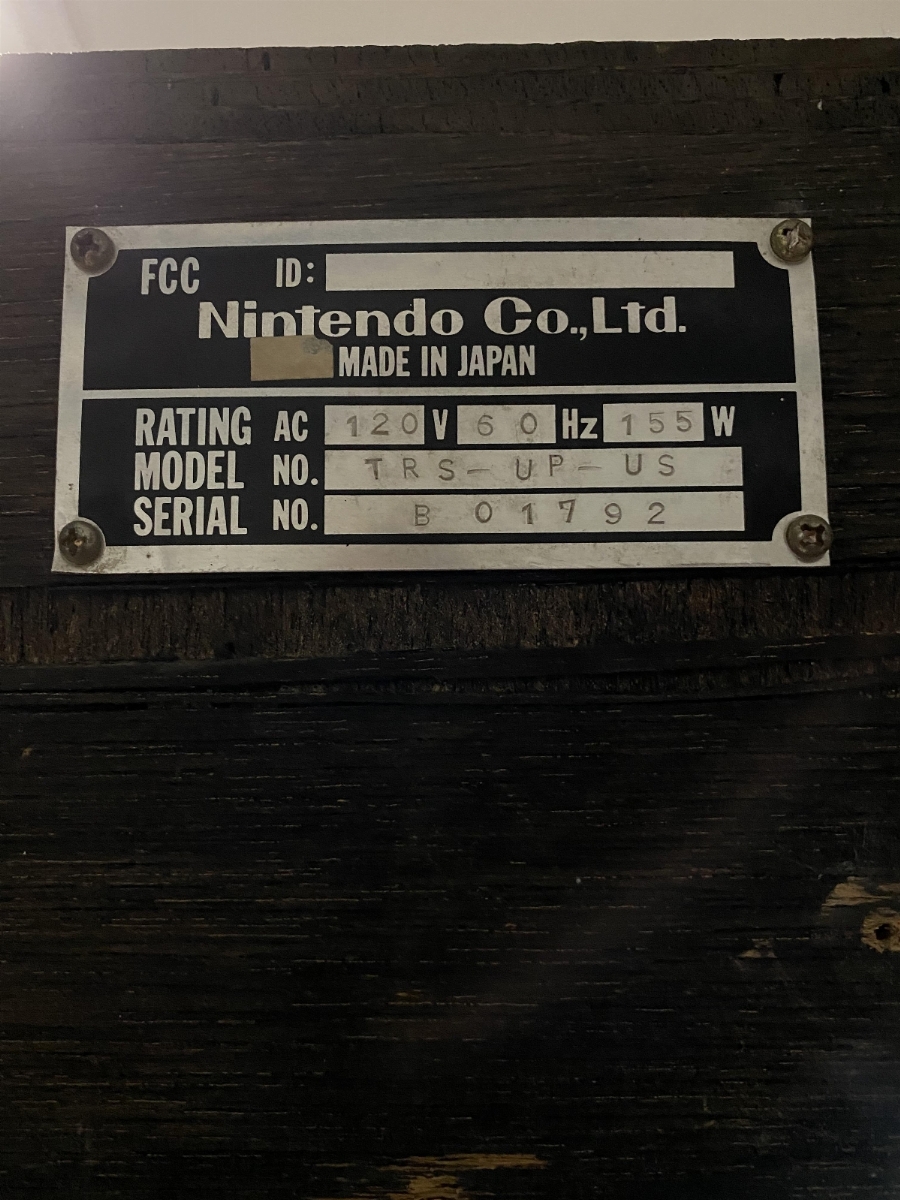 FCC ID:
Nintendo Co.,Ltd.
MADE IN JAPAN
RATING AC 120 V 60 Hz 155 W
MODEL NO. TRS-UP-US
SERIAL NO. B 01792